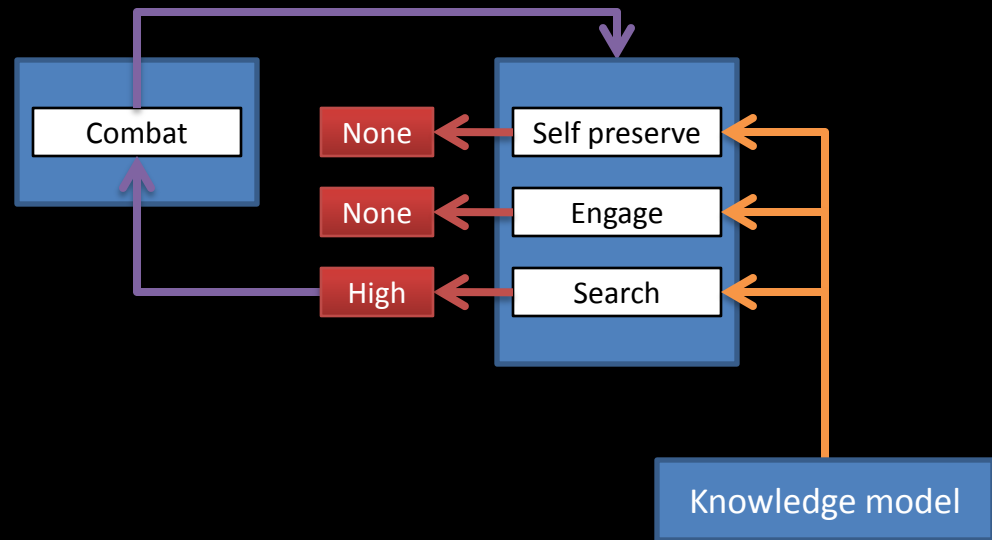 Combat
None
Self preserve
None
Engage
High
Search
Knowledge model